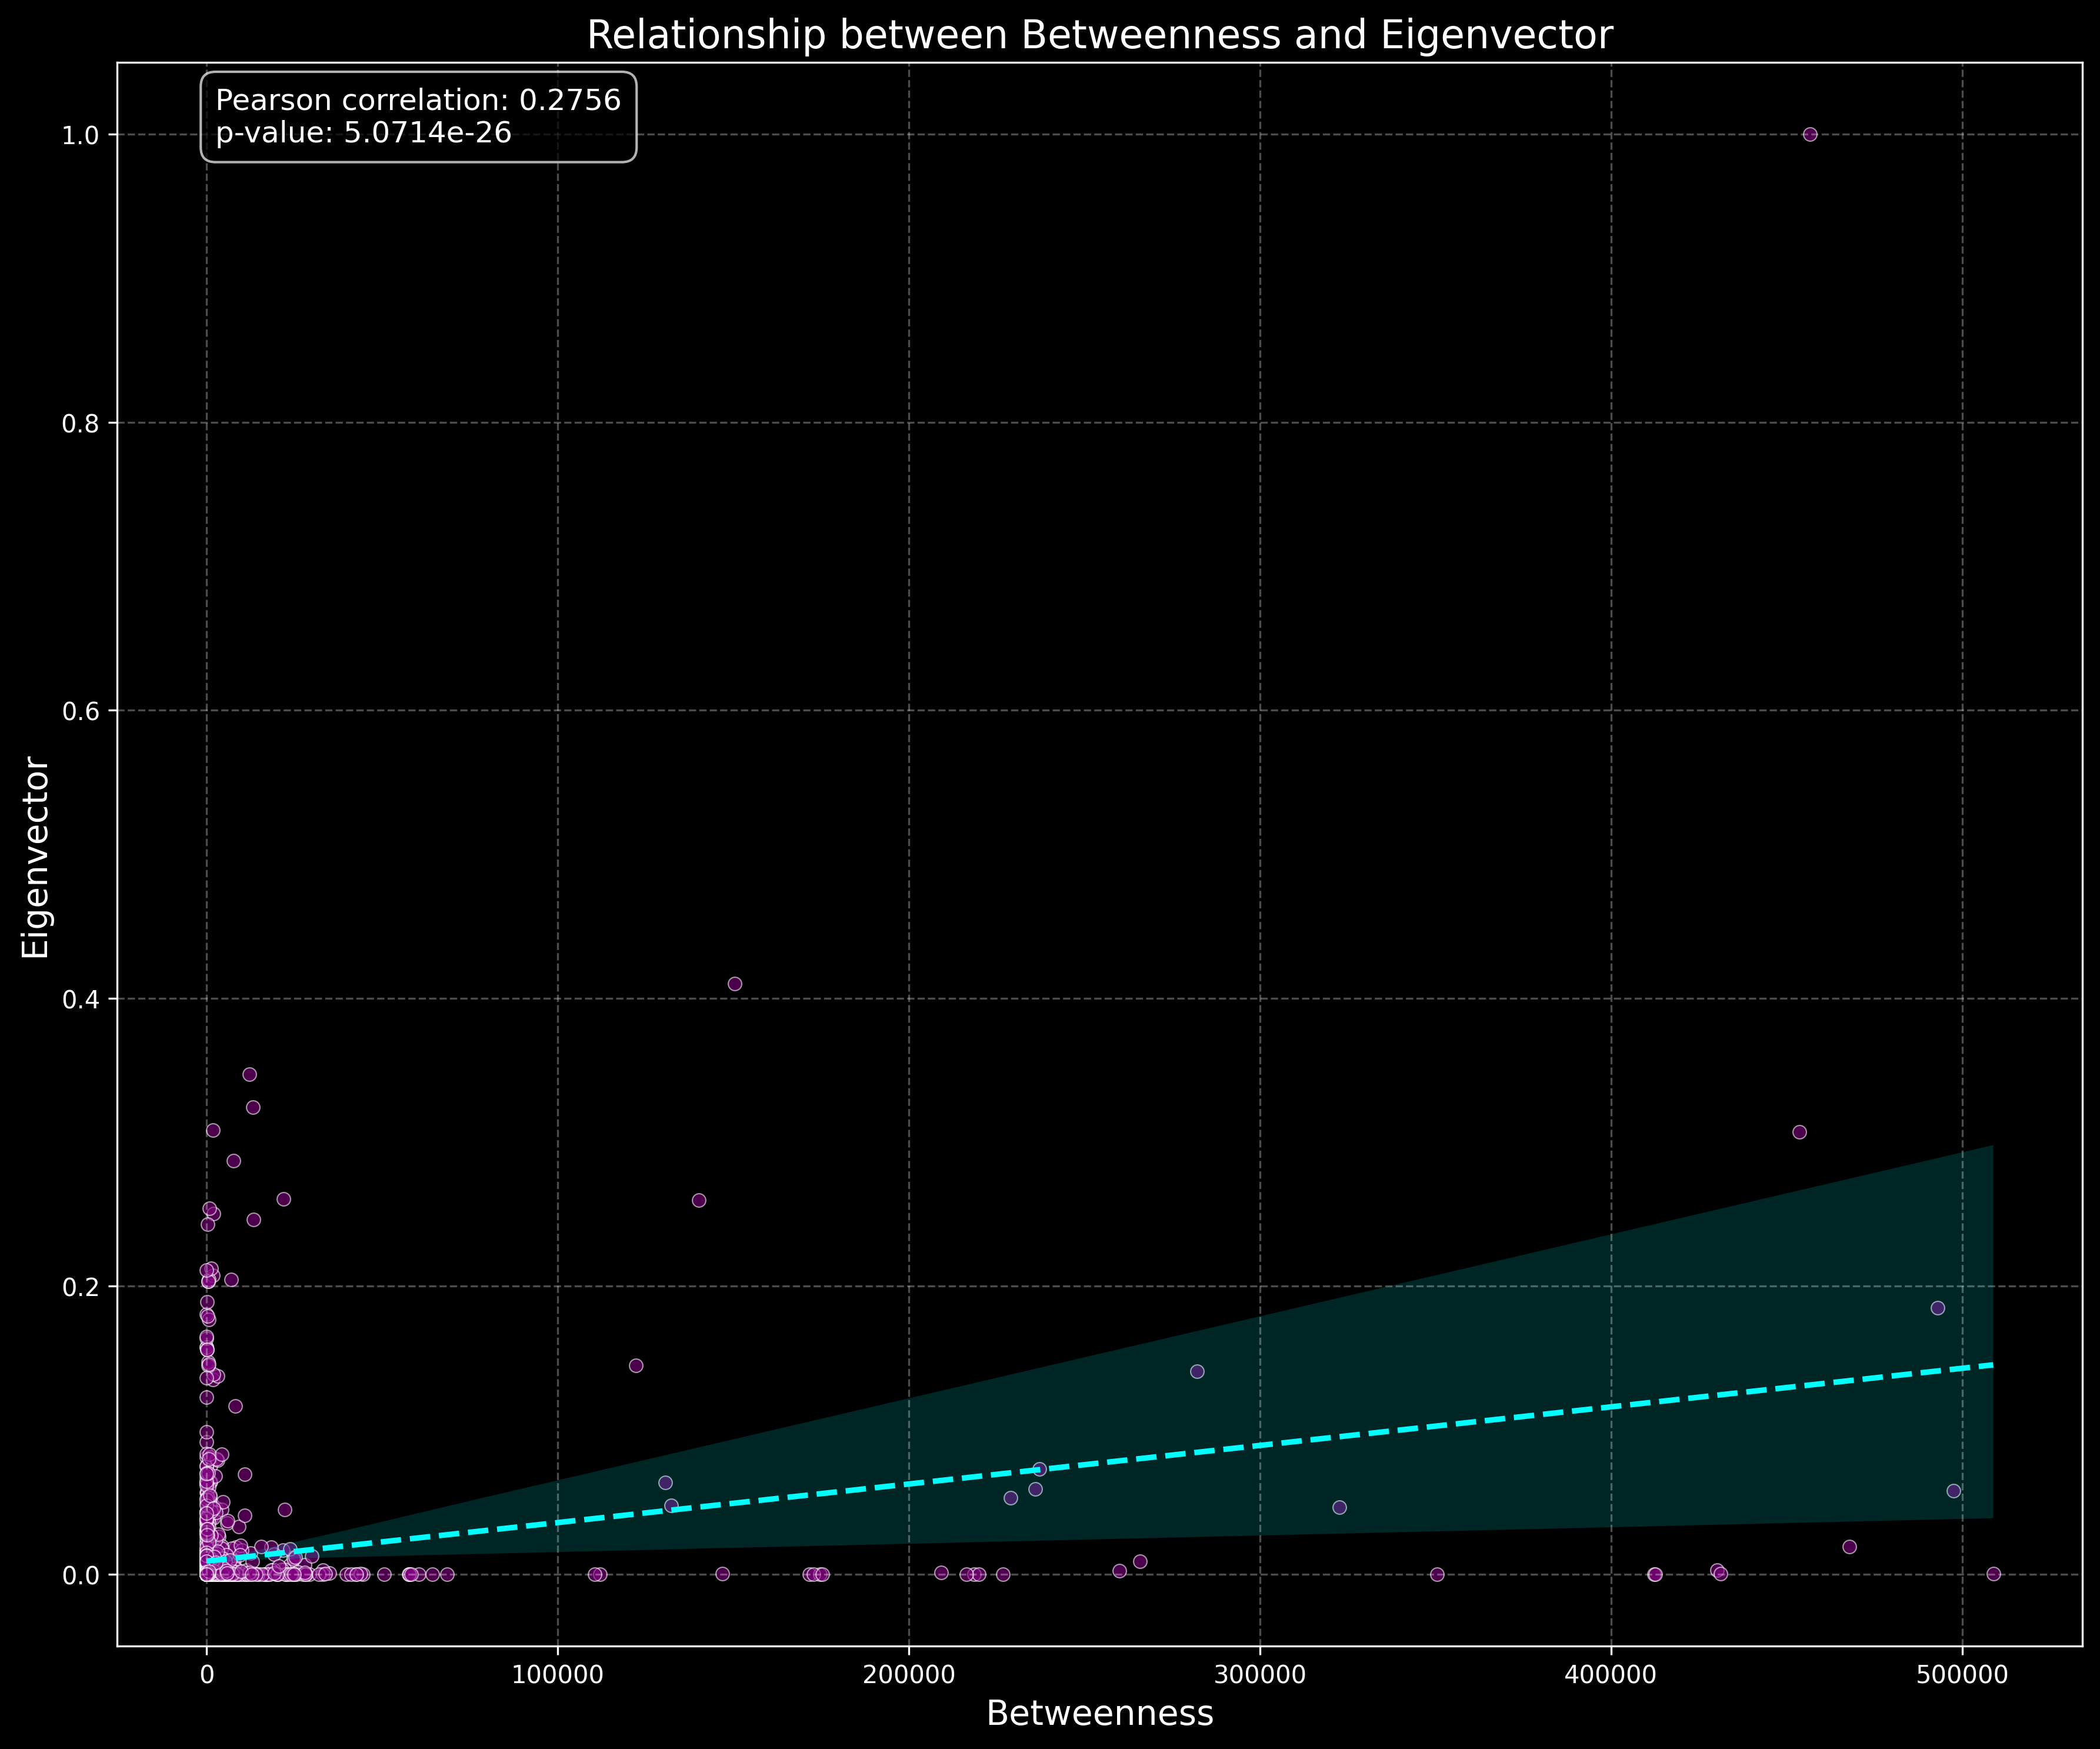 Relationship between Betweenness and Eigenvector
Pearson correlation: 0.2756
p-value: 5.0714e-26
1.0
0.8
0.6
0.4
0.2
0.0
Eigenvector
0
100000
200000
300000
400000
500000
Betweenness